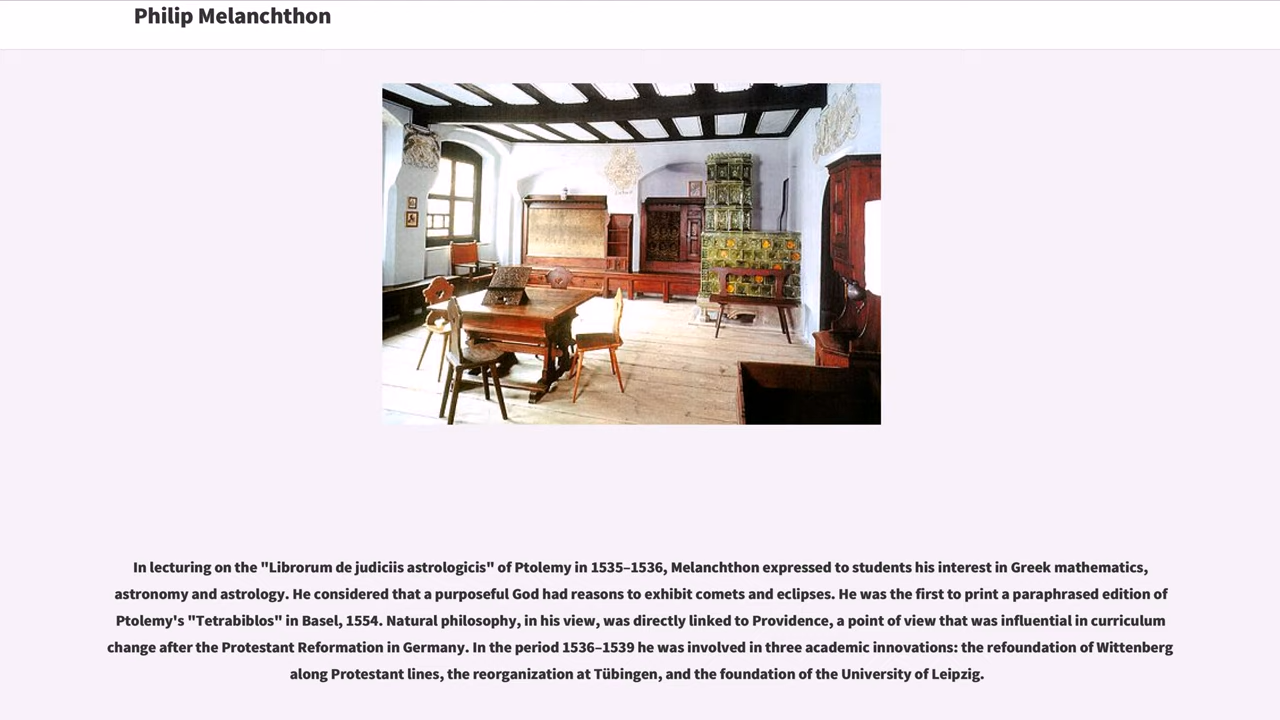 Philip Melanchthon
In lecturing on the "Librorum de judiciis astrologicis" of Ptolemy in 1535–1536, Melanchthon expressed to students his interest in Greek mathematics,
astronomy and astrology. He considered that a purposeful God had reasons to exhibit comets and eclipses. He was the first to print a paraphrased edition of
Ptolemy's "Tetrabiblos" in Basel, 1554. Natural philosophy, in his view, was directly linked to Providence, a point of view that was influential in curriculum
change after the Protestant Reformation in Germany. In the period 1536–1539 he was involved in three academic innovations: the refoundation of Wittenberg
along Protestant lines, the reorganization at Tübingen, and the foundation of the University of Leipzig.